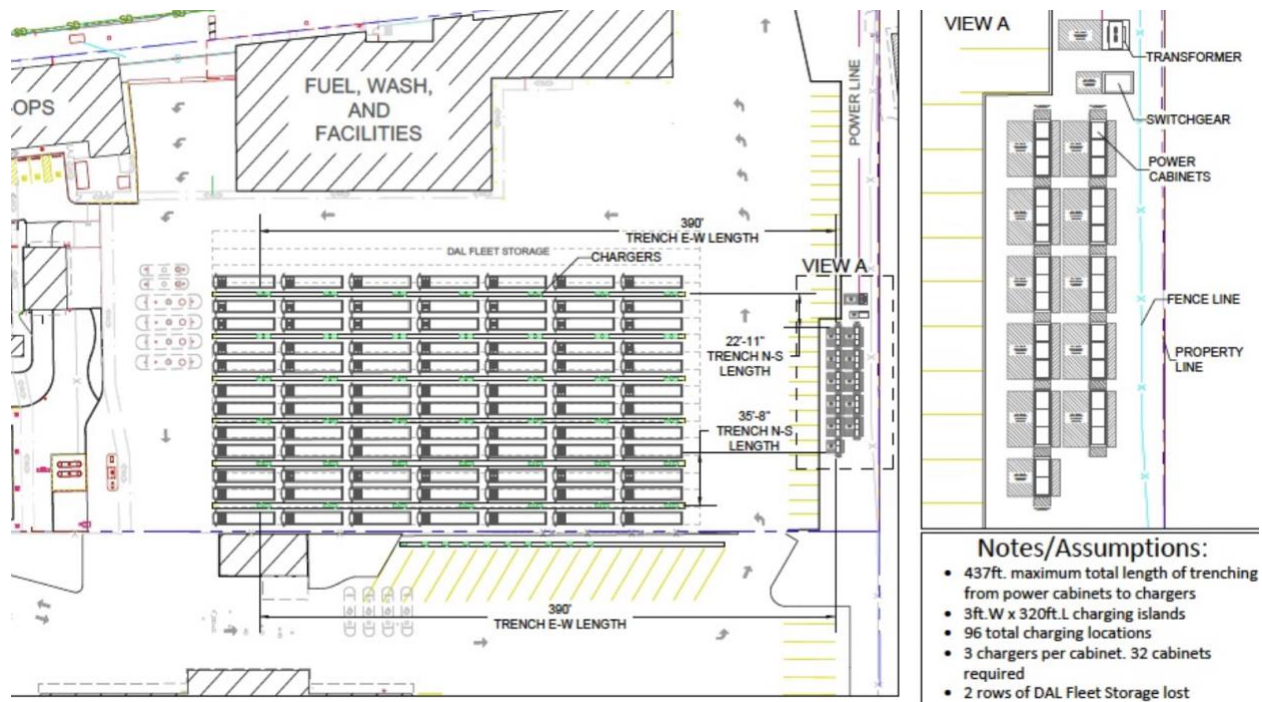 SD
SD
SD
OPS
FUEL, WASH,
AND
FACILITIES
POWER LINE
390'
TRENCH E-W LENGTH
DAL FLEET STORAGE
CHARGERS
VIEW A
22'-11"
TRENCH N-S
LENGTH
35'-8"
TRENCH N-S
LENGTH
390'
TRENCH E-W LENGTH
VIEW A
TRANSFORMER
SWITCHGEAR
POWER
CABINETS
FENCE LINE
PROPERTY
LINE
Notes/Assumptions:
• 437ft. maximum total length of trenching
from power cabinets to chargers
• 3ft.W x 320ft.L charging islands
• 96 total charging locations
• 3 chargers per cabinet. 32 cabinets
required
• 2 rows of DAL Fleet Storage lost